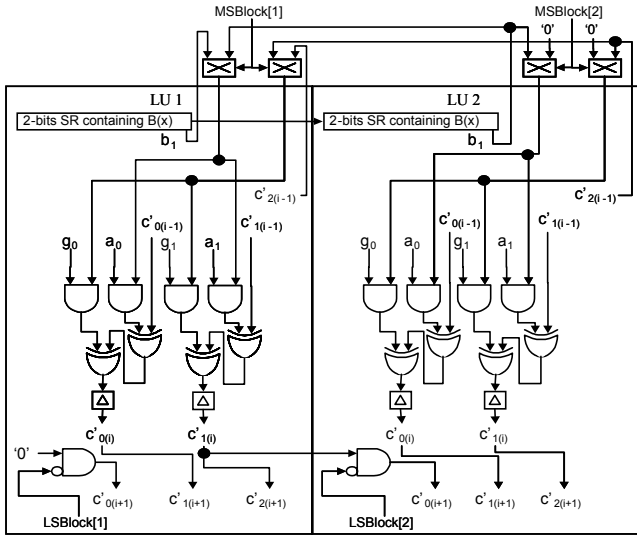 MSBlock[1] MSBlock[2]
'0' '0'
LU 1 LU 2
2-bits SR containing B(x) 2-bits SR containing B(x)
b1 b1
c'2(i-1) c'2(i-1)
c'0(i-1) c'1(i-1) c'0(i-1) c'1(i-1)
g0 a0 g1 a1 g0 a0 g1 a1
Δ Δ Δ Δ
c'0(i) c'1(i) c'0(i) c'1(i)
'0'
c'0(i+1) c'1(i+1) c'2(i+1) c'0(i+1) c'1(i+1) c'2(i+1)
LSBlock[1] LSBlock[2]